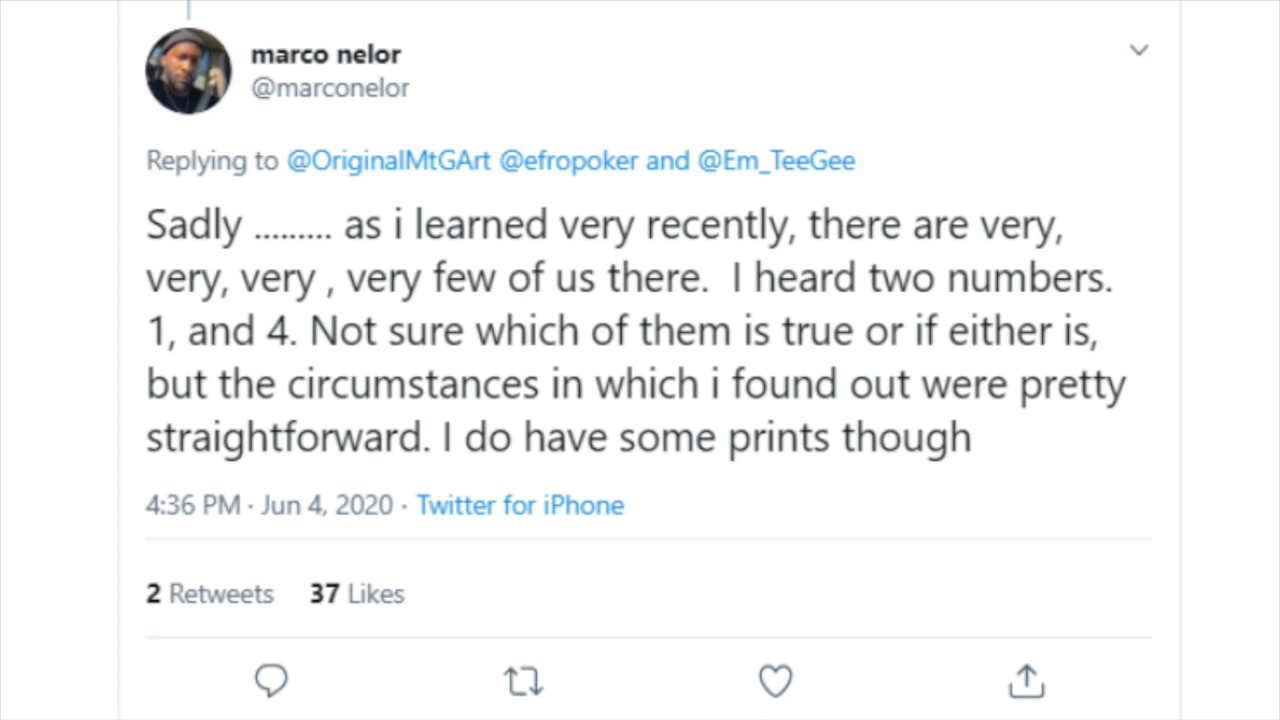 marco nelor
@marconelor
Replying to @OriginalMtGArt @efropoker and @Em_TeeGee
Sadly ......... as i learned very recently, there are very,
very, very , very few of us there.  I heard two numbers.
1, and 4. Not sure which of them is true or if either is,
but the circumstances in which i found out were pretty
straightforward. I do have some prints though
4:36 PM · Jun 4, 2020 · Twitter for iPhone
2 Retweets 37 Likes